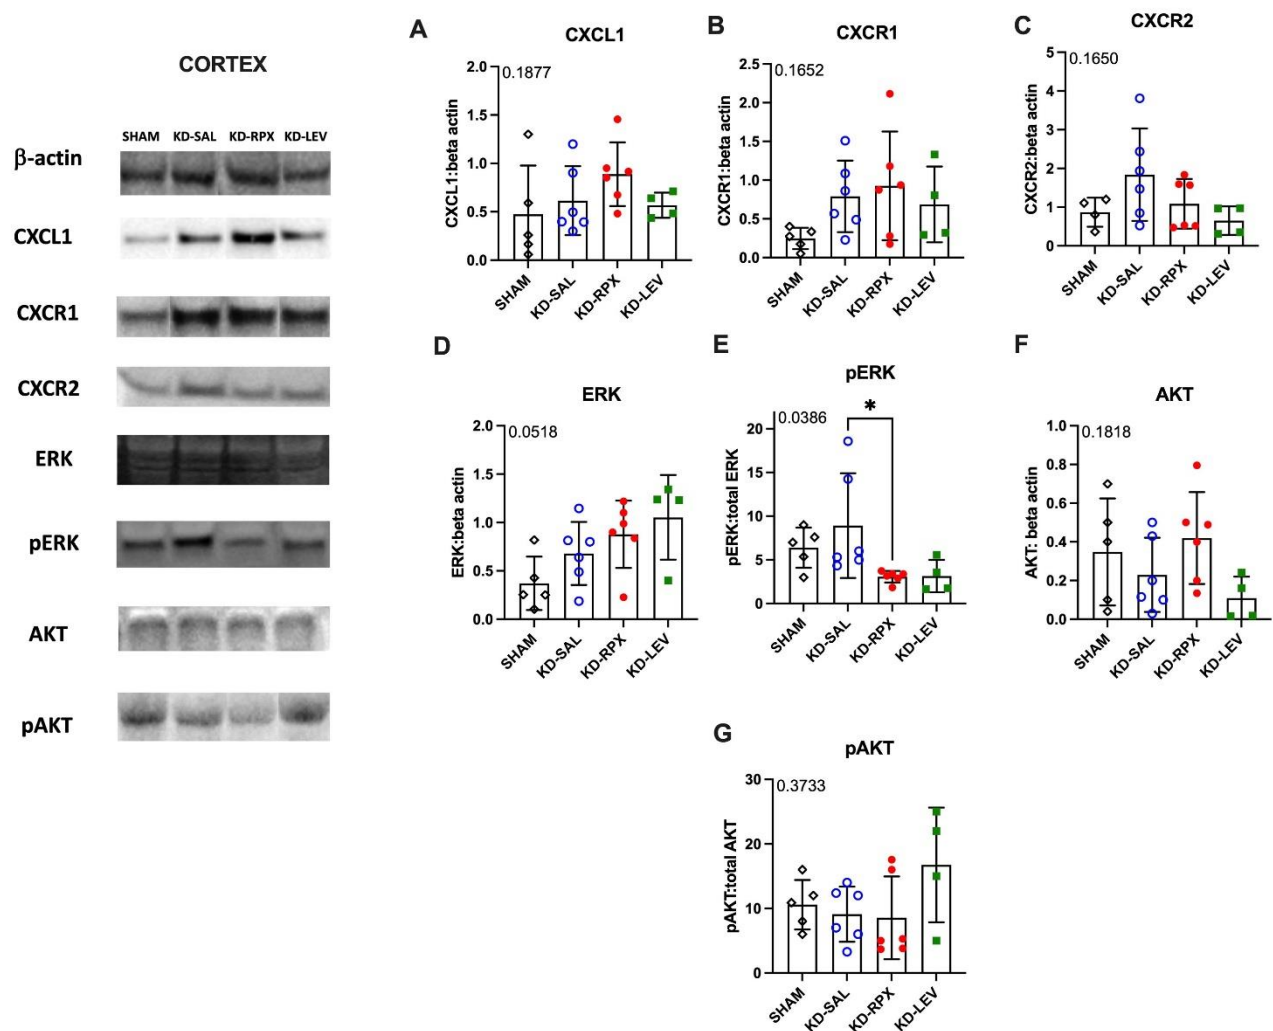 CORTEX
SHAM KD-SAL KD-RPX KD-LEV
β-actin
CXCL1
CXCR1
CXCR2
ERK
pERK
AKT
pAKT
A
CXCL1
0.1877
CXCL1:beta actin
2.0
1.5
1.0
0.5
0.0
SHAM
KD-SAL
KD-RPX
KD-LEV
B
CXCR1
0.1652
CXCR1:beta actin
2.5
2.0
1.5
1.0
0.5
0.0
SHAM
KD-SAL
KD-RPX
KD-LEV
C
CXCR2
0.1650
CXCR2:beta actin
5
4
3
2
1
0
SHAM
KD-SAL
KD-RPX
KD-LEV
D
ERK
0.0518
ERK:beta actin
2.0
1.5
1.0
0.5
0.0
SHAM
KD-SAL
KD-RPX
KD-LEV
E
pERK
0.0386
*
pERK:total ERK
20
15
10
5
0
SHAM
KD-SAL
KD-RPX
KD-LEV
F
AKT
0.1818
AKT: beta actin
1.0
0.8
0.6
0.4
0.2
0.0
SHAM
KD-SAL
KD-RPX
KD-LEV
G
pAKT
0.3733
pAKT:total AKT
30
20
10
0
SHAM
KD-SAL
KD-RPX
KD-LEV